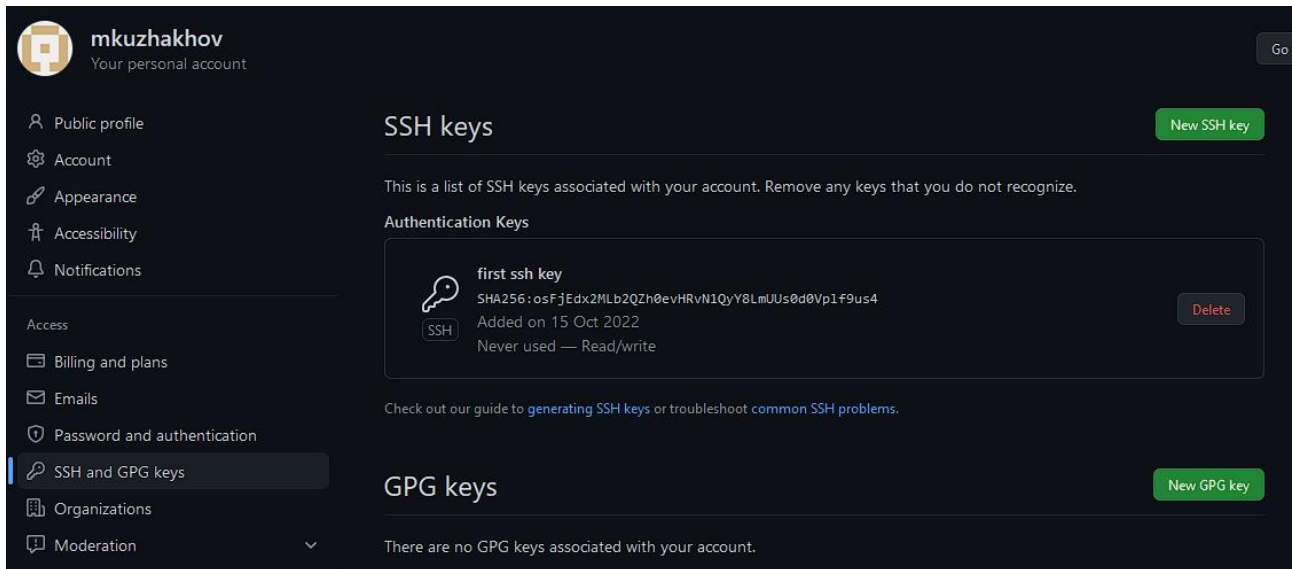 mkuzhakhov
Your personal account
Go
Public profile
Account
Appearance
Accessibility
Notifications
Access
Billing and plans
Emails
Password and authentication
SSH and GPG keys
Organizations
Moderation
SSH keys
New SSH key
This is a list of SSH keys associated with your account. Remove any keys that you do not recognize.
Authentication Keys
first ssh key
SHA256:osFjEdx2MLb2QZh0evHRvN1QyY8LmUUs0d0Vplf9us4
SSH
Added on 15 Oct 2022
Never used — Read/write
Delete
Check out our guide to generating SSH keys or troubleshoot common SSH problems.
GPG keys
New GPG key
There are no GPG keys associated with your account.